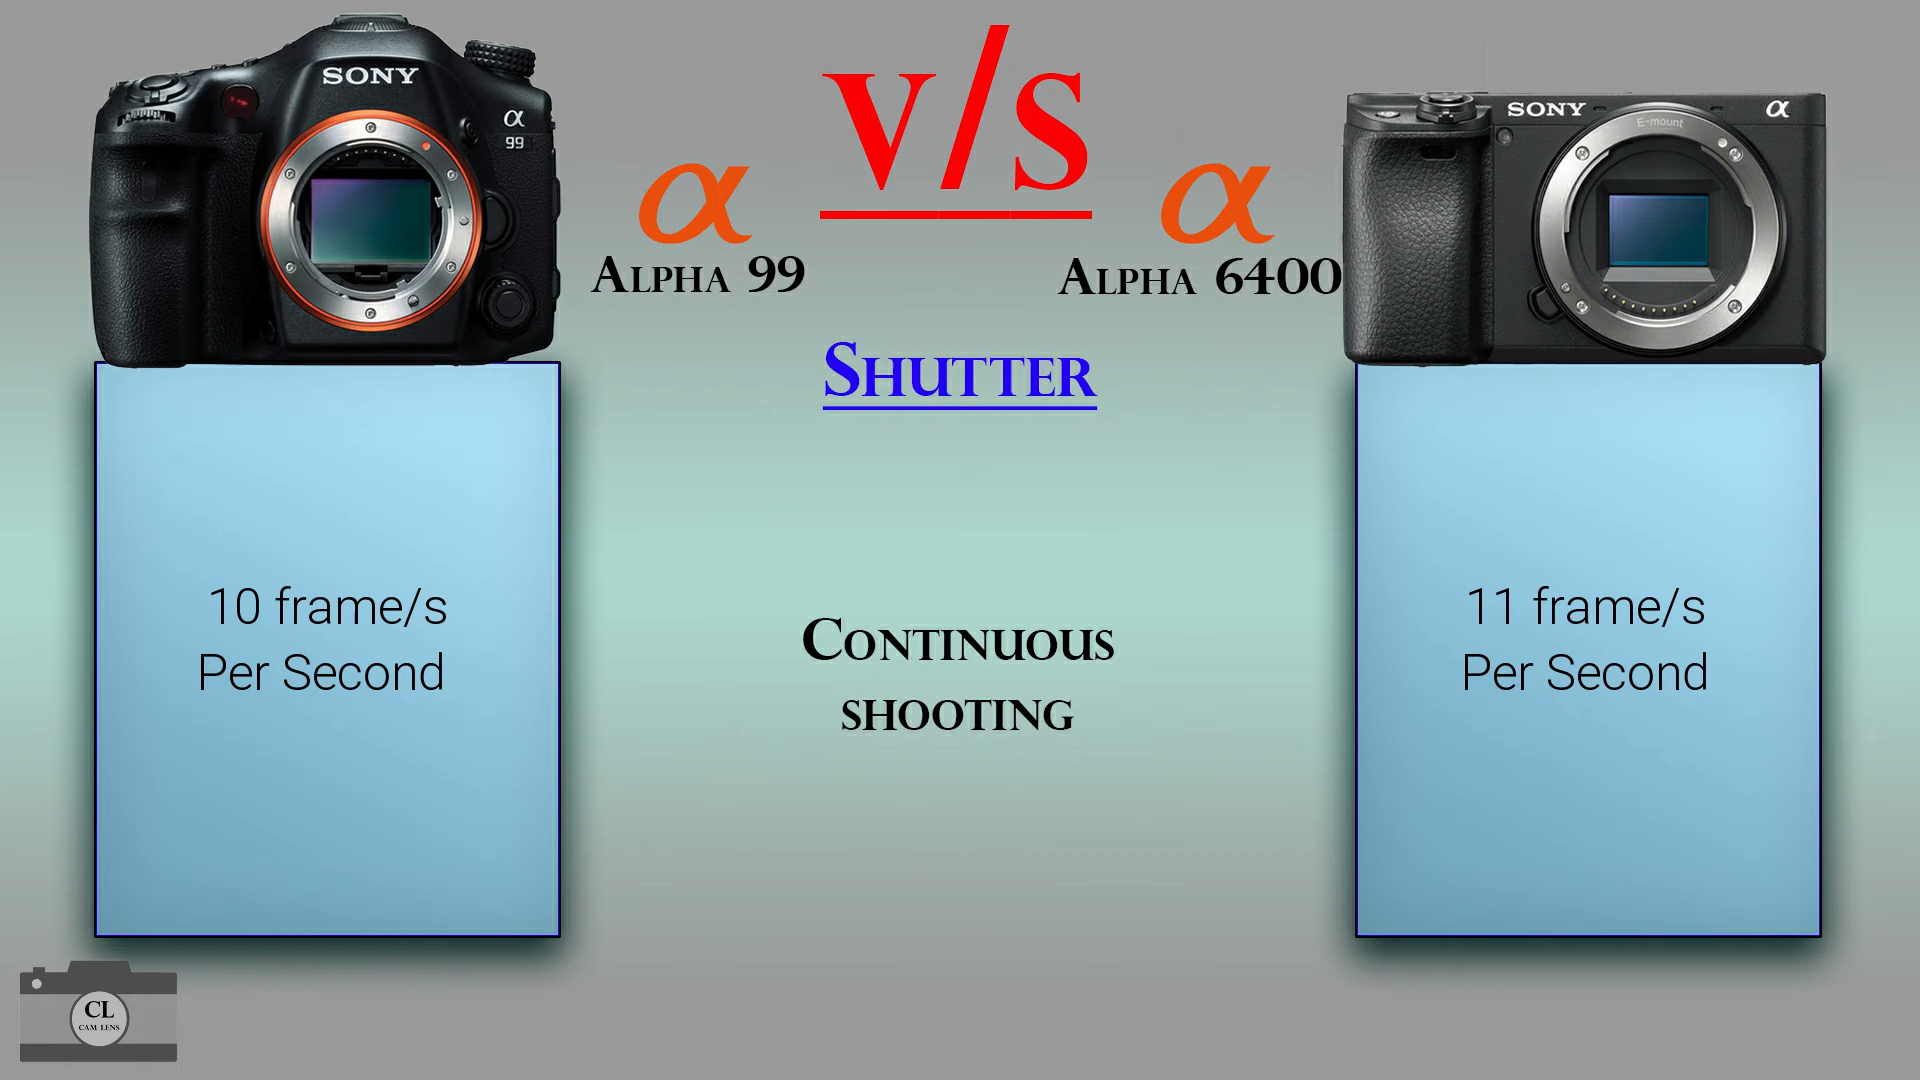 SONY
α
99
V/S
α
Alpha 99
α
Alpha 6400
SONY
α
E-mount
Shutter
10 frame/s
Per Second
Continuous
shooting
11 frame/s
Per Second
CL
CAM LENS